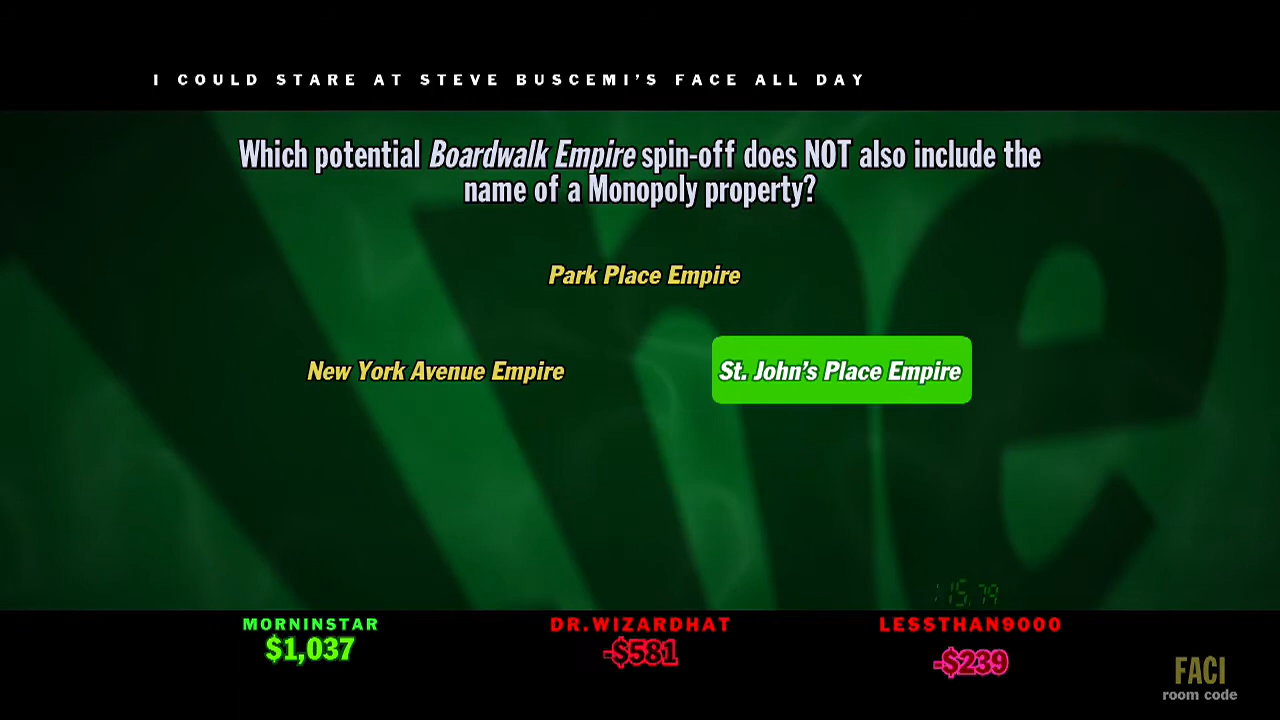 I COULD STARE AT STEVE BUSCEMI'S FACE ALL DAY
Which potential Boardwalk Empire spin-off does NOT also include the
name of a Monopoly property?
Park Place Empire
New York Avenue Empire
St. John's Place Empire
MORNINSTAR
$1,037
DR.WIZARDHAT
-$581
LESSTHAN9000
-$239
FACI
room code